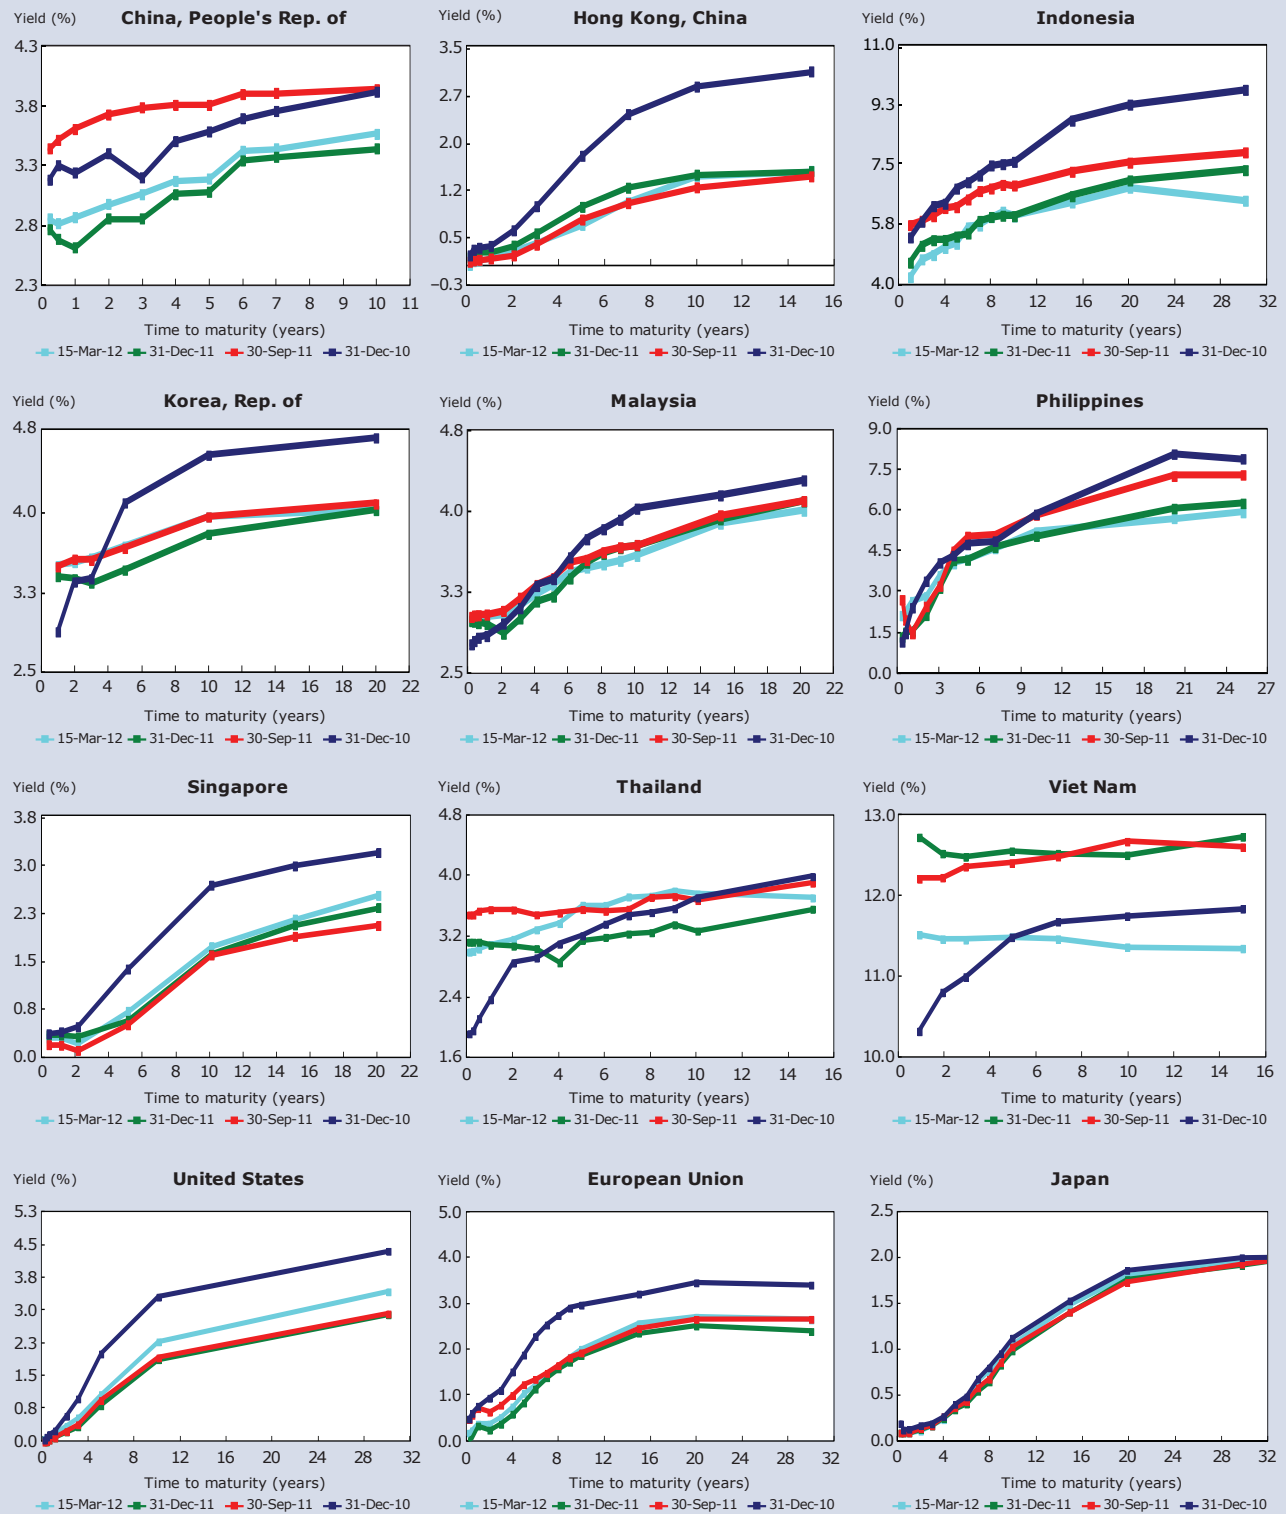 Yield (%) China, People's Rep. of
4.3
3.8
3.3
2.8
2.3
0 1 2 3 4 5 6 7 8 9 10 11
Time to maturity (years)
15-Mar-12 31-Dec-11 30-Sep-11 31-Dec-10
Yield (%) Hong Kong, China
3.5
2.7
2.0
1.2
0.5
−0.3
0 2 4 6 8 10 12 14 16
Time to maturity (years)
15-Mar-12 31-Dec-11 30-Sep-11 31-Dec-10
Yield (%) Indonesia
11.0
9.3
7.5
5.8
4.0
0 4 8 12 16 20 24 28 32
Time to maturity (years)
15-Mar-12 31-Dec-11 30-Sep-11 31-Dec-10
Yield (%) Korea, Rep. of
4.8
4.0
3.3
2.5
0 2 4 6 8 10 12 14 16 18 20 22
Time to maturity (years)
15-Mar-12 31-Dec-11 30-Sep-11 31-Dec-10
Yield (%) Malaysia
4.8
4.0
3.3
2.5
0 2 4 6 8 10 12 14 16 18 20 22
Time to maturity (years)
15-Mar-12 31-Dec-11 30-Sep-11 31-Dec-10
Yield (%) Philippines
9.0
7.5
6.0
4.5
3.0
1.5
0.0
0 3 6 9 12 15 18 21 24 27
Time to maturity (years)
15-Mar-12 31-Dec-11 30-Sep-11 31-Dec-10
Yield (%) Singapore
3.8
3.0
2.3
1.5
0.8
0.0
0 2 4 6 8 10 12 14 16 18 20 22
Time to maturity (years)
15-Mar-12 31-Dec-11 30-Sep-11 31-Dec-10
Yield (%) Thailand
4.8
4.0
3.2
2.4
1.6
0 2 4 6 8 10 12 14 16
Time to maturity (years)
15-Mar-12 31-Dec-11 30-Sep-11 31-Dec-10
Yield (%) Viet Nam
13.0
12.0
11.0
10.0
0 2 4 6 8 10 12 14 16
Time to maturity (years)
15-Mar-12 31-Dec-11 30-Sep-11 31-Dec-10
Yield (%) United States
5.3
4.5
3.8
3.0
2.3
1.5
0.8
0.0
0 4 8 12 16 20 24 28 32
Time to maturity (years)
15-Mar-12 31-Dec-11 30-Sep-11 31-Dec-10
Yield (%) European Union
5.0
4.0
3.0
2.0
1.0
0.0
0 4 8 12 16 20 24 28 32
Time to maturity (years)
15-Mar-12 31-Dec-11 30-Sep-11 31-Dec-10
Yield (%) Japan
2.5
2.0
1.5
1.0
0.5
0.0
0 4 8 12 16 20 24 28 32
Time to maturity (years)
15-Mar-12 31-Dec-11 30-Sep-11 31-Dec-10